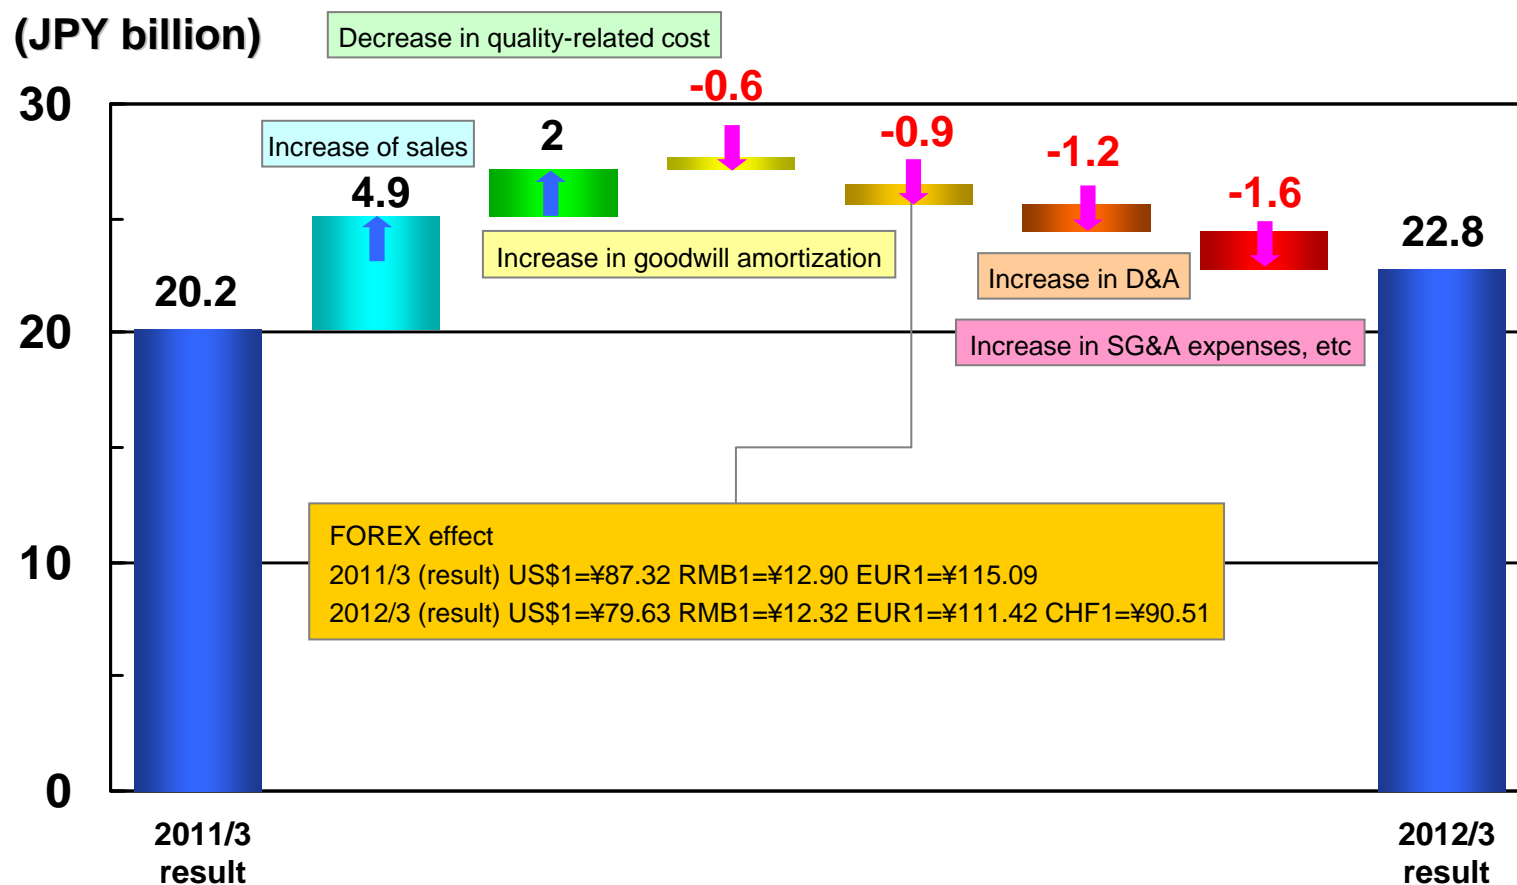 (JPY billion)
Decrease in quality-related cost
-0.6
30
Increase of sales
2
-0.9
-1.2
4.9
-1.6
22.8
Increase in goodwill amortization
Increase in D&A
20.2
20
Increase in SG&A expenses, etc
FOREX effect
10
2011/3 (result) US$1=¥87.32 RMB1=¥12.90 EUR1=¥115.09
2012/3 (result) US$1=¥79.63 RMB1=¥12.32 EUR1=¥111.42 CHF1=¥90.51
0
2011/3
result
2012/3
result